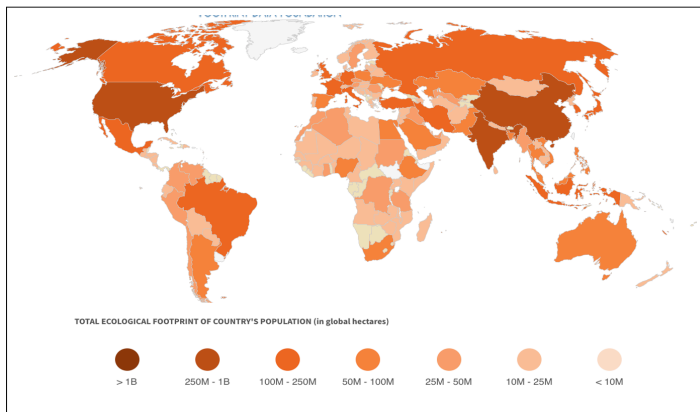 TOTAL ECOLOGICAL FOOTPRINT OF COUNTRY'S POPULATION (in global hectares)
> 1B
250M - 1B
100M - 250M
50M - 100M
25M - 50M
10M - 25M
< 10M